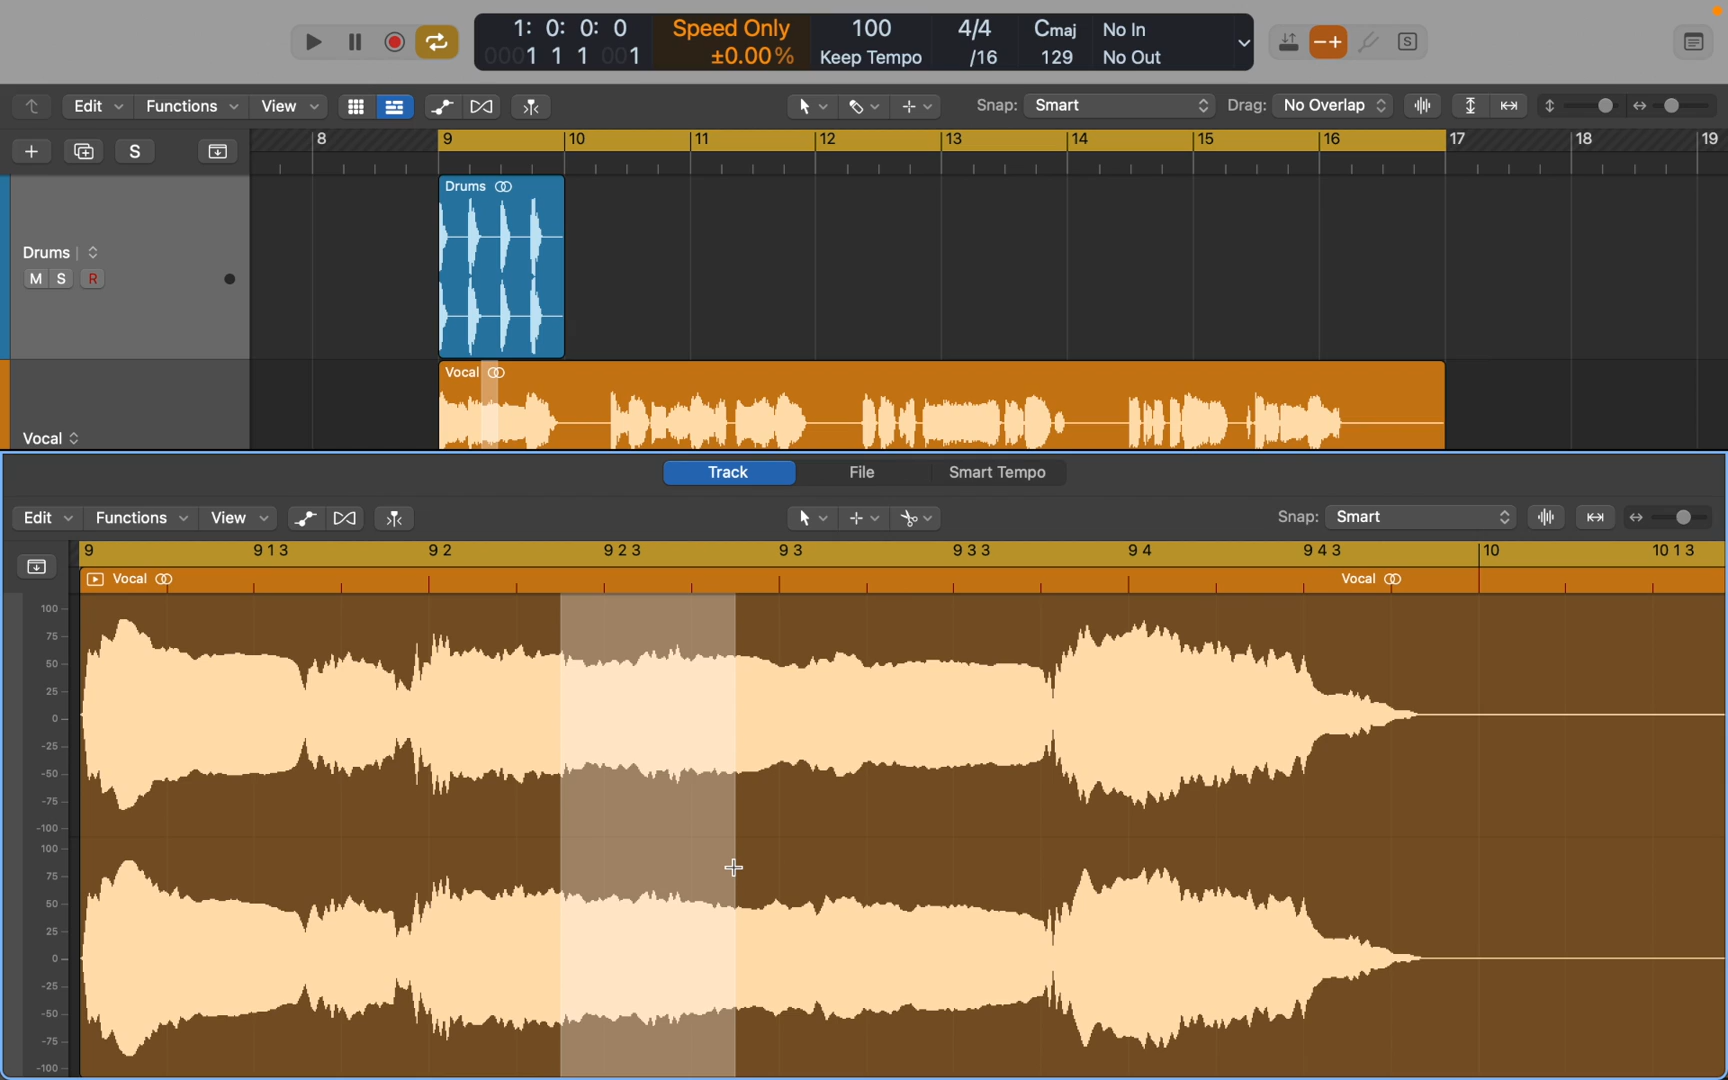 1: 0: 0: 0 Speed Only 100 4/4 Cmaj No In
0001 1 1 001 ±0.00% Keep Tempo /16 129 No Out
S
Edit Functions View Snap: Smart Drag: No Overlap
S 8 9 10 11 12 13 14 15 16 17 18 19
Drums
Drums
M S R
Vocal
Vocal
Track File Smart Tempo
Edit Functions View Snap: Smart
9 9 1 3 9 2 9 2 3 9 3 9 3 3 9 4 9 4 3 10 10 1 3
Vocal Vocal
100
75
50
25
0
-25
-50
-75
-100
100
75
50
25
0
-25
-50
-75
-100